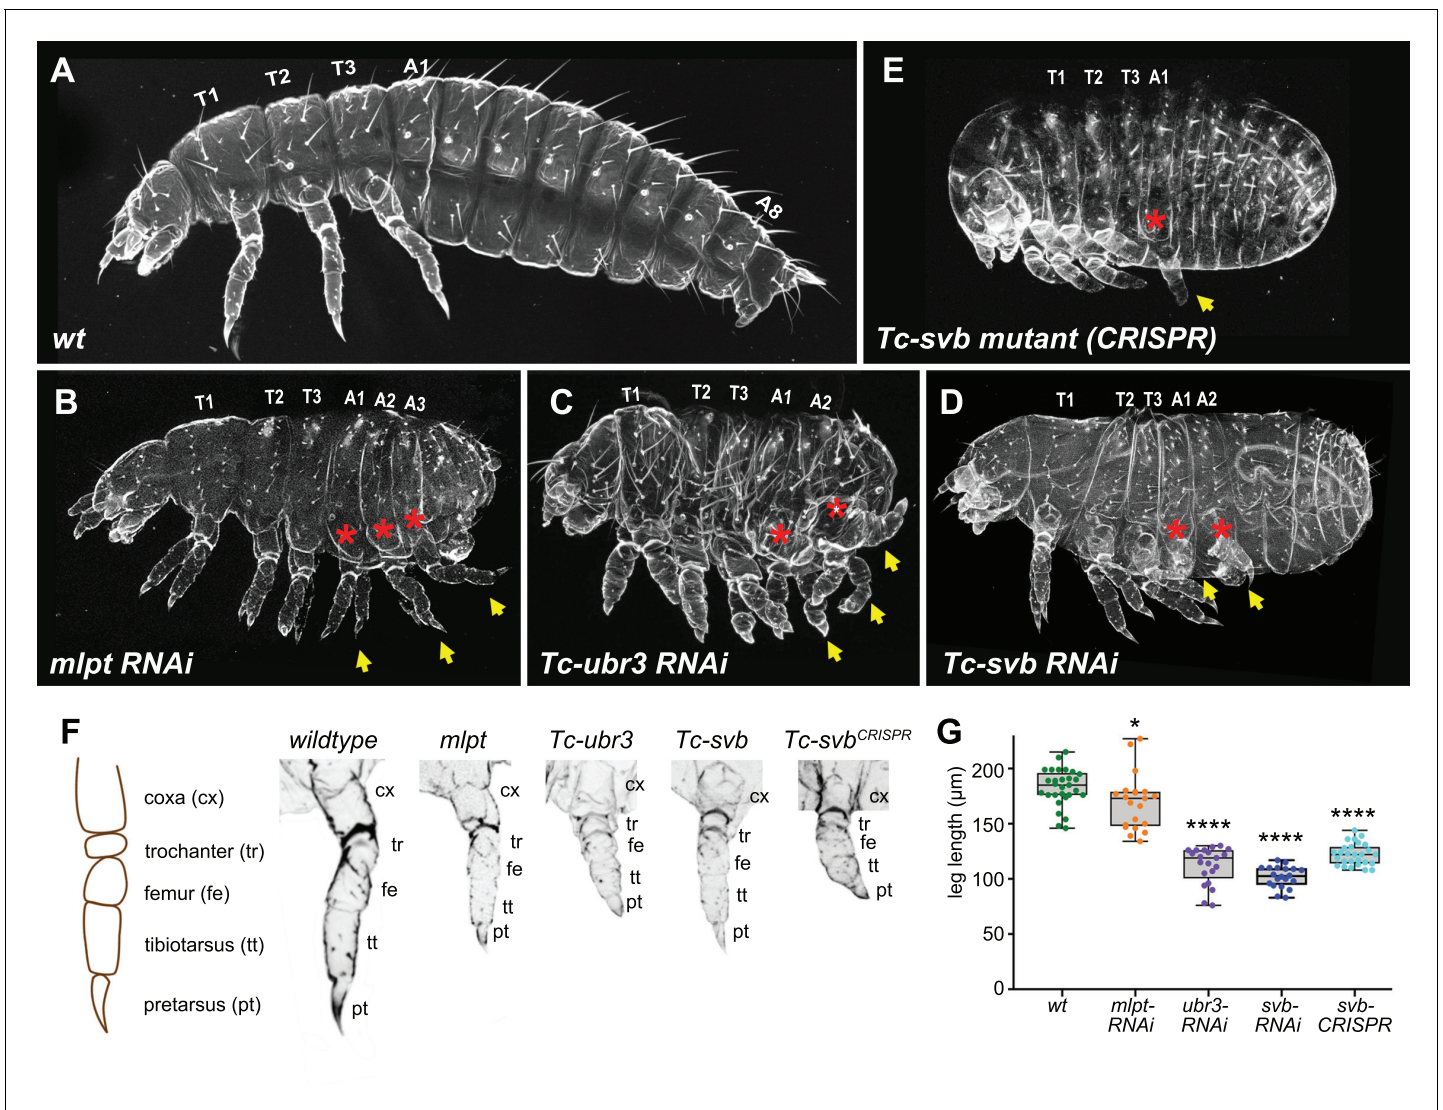 A
T1
T2
T3
A1
A8
wt
E
T1 T2 T3 A1
*
Tc-svb mutant (CRISPR)
B
T1 T2 T3 A1 A2 A3
* * *
mlpt RNAi
C
T1 T2 T3 A1 A2
* *
Tc-ubr3 RNAi
D
T1 T2 T3 A1 A2
* *
Tc-svb RNAi
F
coxa (cx)
trochanter (tr)
femur (fe)
tibiotarsus (tt)
pretarsus (pt)
wildtype
cx
tr
fe
tt
pt
mlpt
cx
tr
fe
tt
pt
Tc-ubr3
cx
tr
fe
tt
pt
Tc-svb
cx
tr
fe
tt
pt
Tc-svbCRISPR
cx
tr
fe
tt
pt
G
leg length (µm)
200
150
100
50
0
*
****
****
****
wt
mlpt-
RNAi
ubr3-
RNAi
svb-
RNAi
svb-
CRISPR